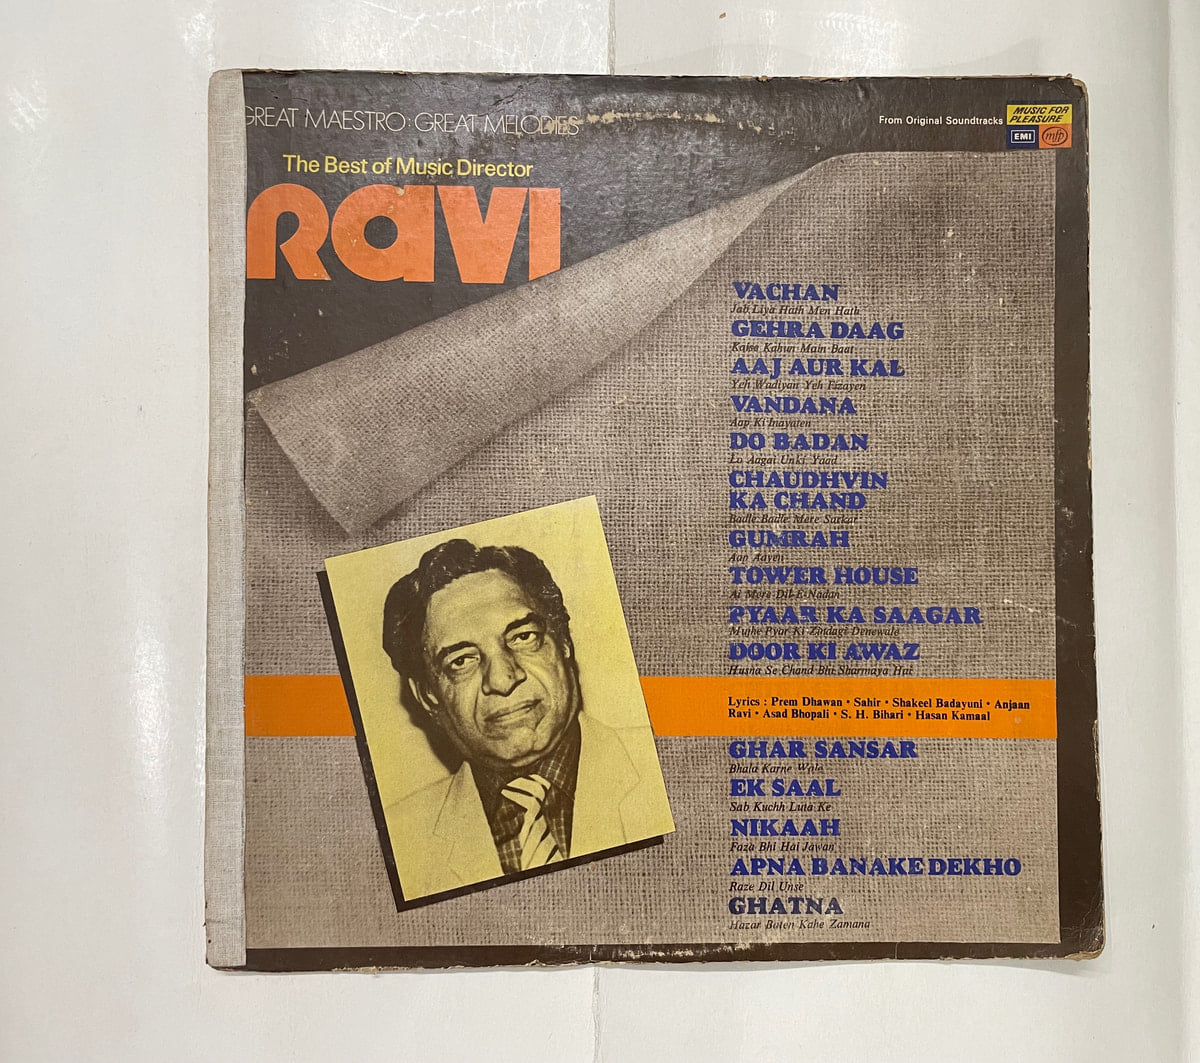 GREAT MAESTRO: GREAT MELODIES
From Original Soundtracks
MUSIC FOR
PLEASURE
EMI
mfp
The Best of Music Director
RaVI
VACHAN
Jab Liya Hath Men Hath
GEHRA DAAG
Kahun Main Baat
AAJ AUR KAL
Yeh Wadiyan Yeh Fizayen
VANDANA
Aap Ki Inayaten
DO BADAN
Lo Aagai Unki Yaad
CHAUDHVIN
KA CHAND
Badle Badle Mere Sarkar
GUMRAH
Aap Aayen
TOWER HOUSE
Ai Mere Dil-E-Nadan
PYAAR KA SAAGAR
Mujhe Pyar Ki Zindagi Denewale
DOOR KI AWAZ
Husna Se Chand Bhi Sharmaya Hai
Lyrics : Prem Dhawan • Sahir • Shakeel Badayuni • Anjaan
Ravi • Asad Bhopali • S. H. Bihari • Hasan Kamaal
GHAR SANSAR
Bhala Karne Wale
EK SAAL
Sab Kuchh Luta Ke
NIKAAH
Faza Bhi Hai Jawan
APNA BANAKE DEKHO
Raze Dil Unse
GHATNA
Hazar Baten Kahe Zamana